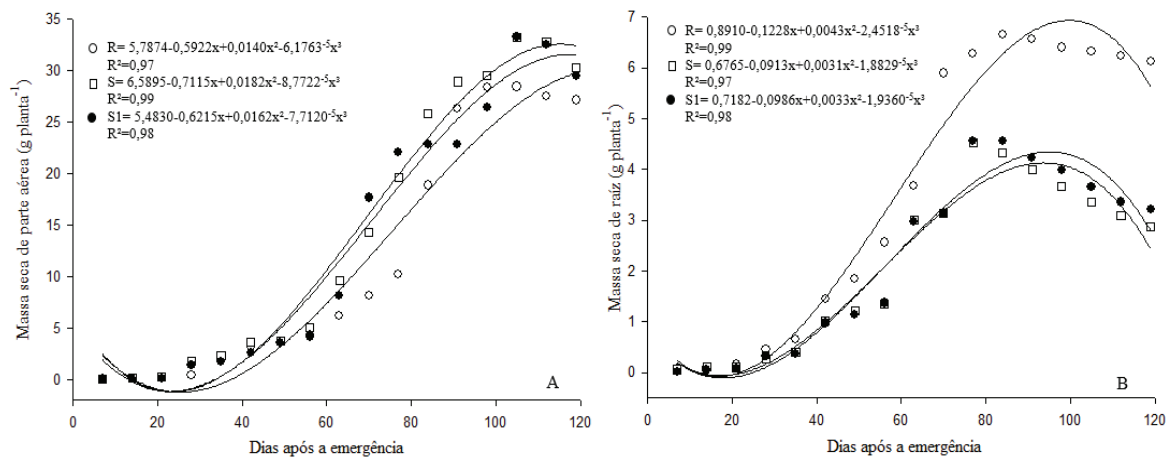 R= 5,7874-0,5922x+0,0140x²-6,1763⁻⁵x³
R²=0,97
S= 6,5895-0,7115x+0,0182x²-8,7722⁻⁵x³
R²=0,99
S1= 5,4830-0,6215x+0,0162x²-7,7120⁻⁵x³
R²=0,98
Massa seca de parte aérea (g planta⁻¹)
35
30
25
20
15
10
5
0
0 20 40 60 80 100 120
A
Dias após a emergência
R= 0,8910-0,1228x+0,0043x²-2,4518⁻⁵x³
R²=0,99
S= 0,6765-0,0913x+0,0031x²-1,8829⁻⁵x³
R²=0,97
S1= 0,7182-0,0986x+0,0033x²-1,9360⁻⁵x³
R²=0,98
Massa seca de raíz (g planta⁻¹)
7
6
5
4
3
2
1
0
0 20 40 60 80 100 120
B
Dias após a emergência